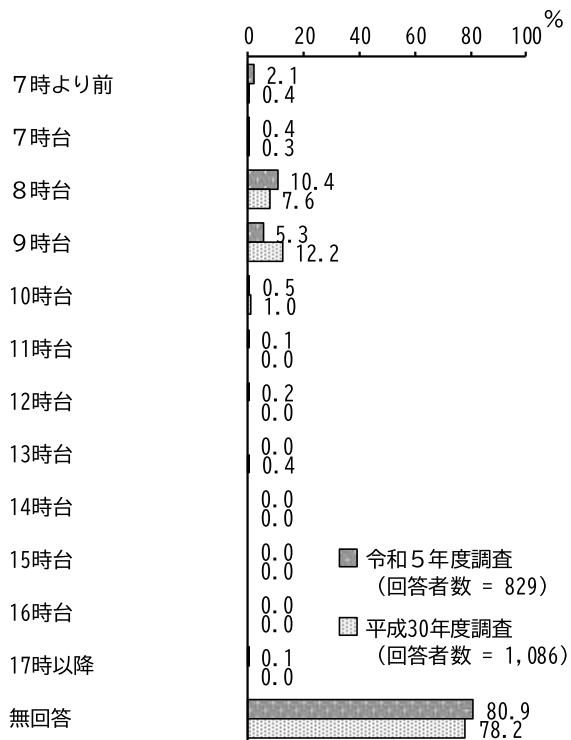 %
0 20 40 60 80 100
7時より前 2.1
0.4
7時台 0.4
0.3
8時台 10.4
7.6
9時台 5.3
12.2
10時台 0.5
1.0
11時台 0.1
0.0
12時台 0.2
0.0
13時台 0.0
0.4
14時台 0.0
0.0
15時台 0.0
0.0
16時台 0.0
0.0
17時以降 0.1
0.0
無回答 80.9
78.2
令和5年度調査
（回答者数 = 829）
平成30年度調査
（回答者数 = 1,086）